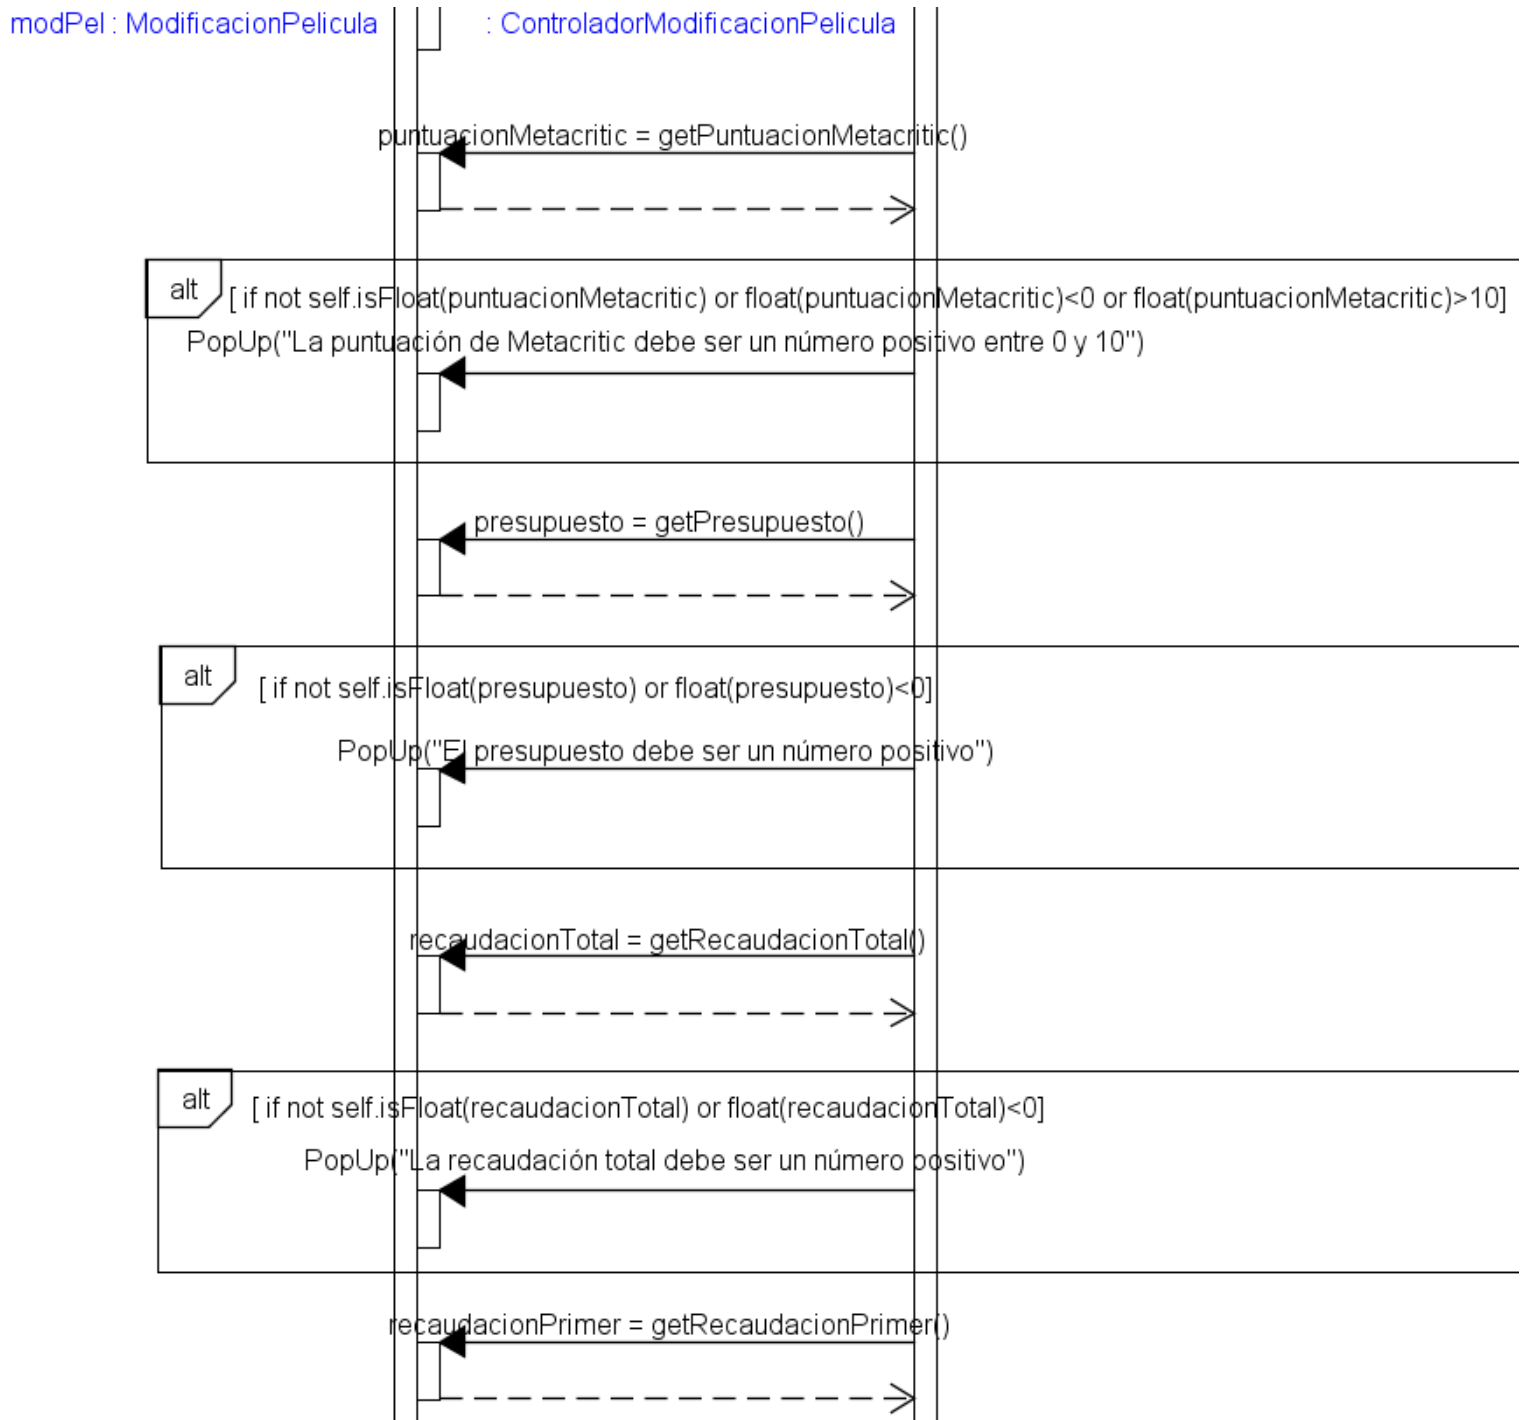 modPel : ModificacionPelicula
: ControladorModificacionPelicula
puntuacionMetacritic = getPuntuacionMetacritic()
alt
[ if not self.isFloat(puntuacionMetacritic) or float(puntuacionMetacritic)<0 or float(puntuacionMetacritic)>10]
PopUp("La puntuación de Metacritic debe ser un número positivo entre 0 y 10")
presupuesto = getPresupuesto()
alt
[ if not self.isFloat(presupuesto) or float(presupuesto)<0]
PopUp("El presupuesto debe ser un número positivo")
recaudacionTotal = getRecaudacionTotal()
alt
[ if not self.isFloat(recaudacionTotal) or float(recaudacionTotal)<0]
PopUp("La recaudación total debe ser un número positivo")
recaudacionPrimer = getRecaudacionPrimer()